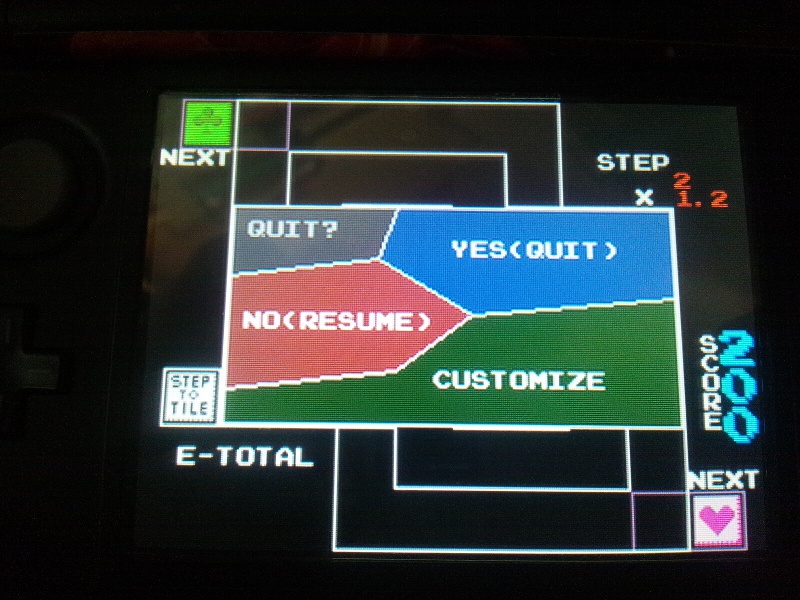 NEXT
STEP
2
x 1.2
QUIT?
YES(QUIT)
NO(RESUME)
CUSTOMIZE
STEP
TO
TILE
SCORE
200
E-TOTAL
NEXT